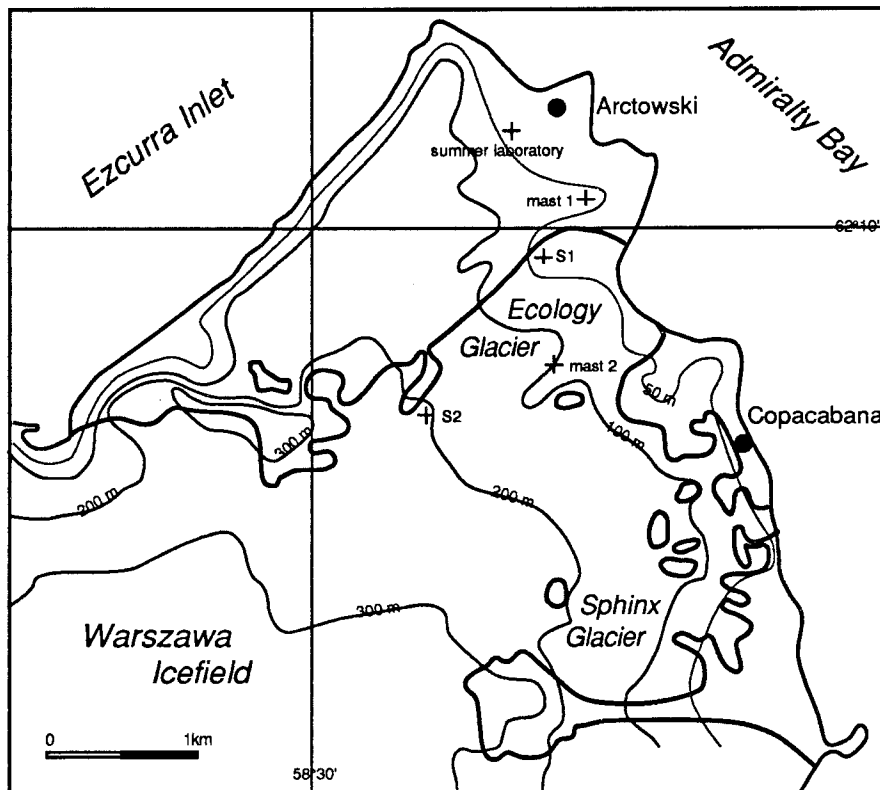 Ezcurra Inlet
Admiralty Bay
Arctowski
summer laboratory
mast 1
62°10'
S1
Ecology
Glacier
mast 2
50 m
Copacabana
S2
100 m
300 m
200 m
200 m
300 m
Sphinx
Glacier
Warszawa
Icefield
0 1km
58°30'